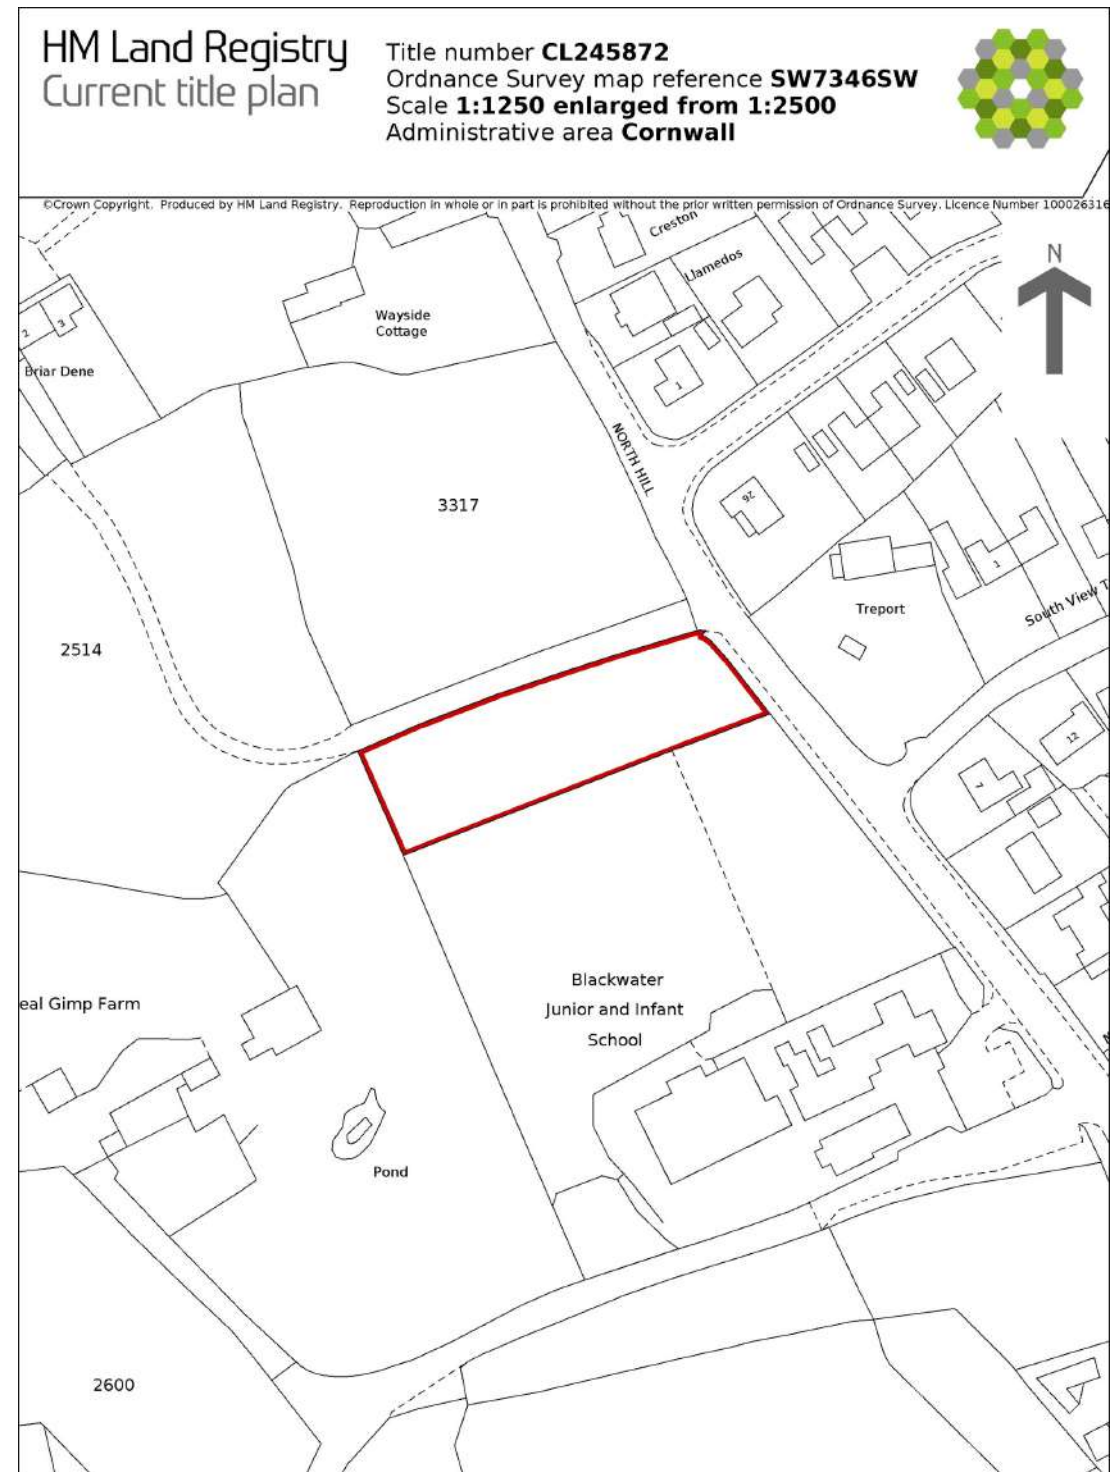 HM Land Registry
Current title plan
Title number CL245872
Ordnance Survey map reference SW7346SW
Scale 1:1250 enlarged from 1:2500
Administrative area Cornwall
©Crown Copyright. Produced by HM Land Registry. Reproduction in whole or in part is prohibited without the prior written permission of Ordnance Survey. Licence Number 100026316
Creston
Llamedos
N
Wayside
Cottage
2
3
Briar Dene
1
NORTH HILL
3317
26
1
Treport
South View T
2514
12
7
Blackwater
Junior and Infant
School
eal Gimp Farm
Pond
2600